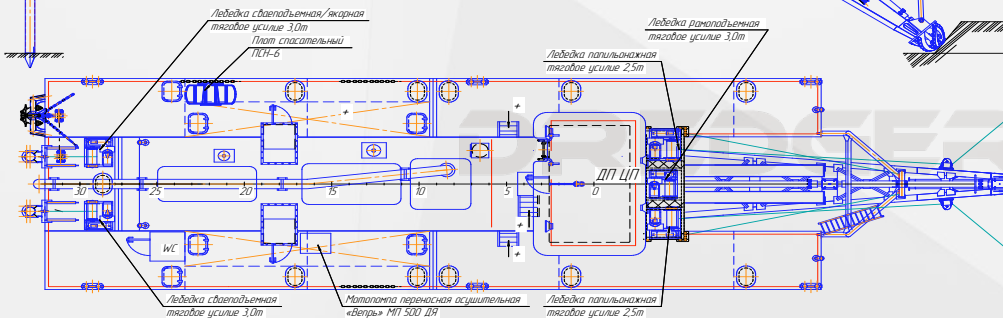 Лебедка сваеподъемная/якорная
тяговое усилие 3,0т
Плот спасательный
ПСН-6
Лебедка рамоподъемная
тяговое усилие 3,0т
Лебедка папильонажная
тяговое усилие 2,5т
DREDGER
ДП ЦП
30 25 20 15 10 5 0
WC
Лебедка сваеподъемная
тяговое усилие 3,0т
Мотопомпа переносная осушительная
«Вепрь» МП 500 ДЯ
Лебедка папильонажная
тяговое усилие 2,5т